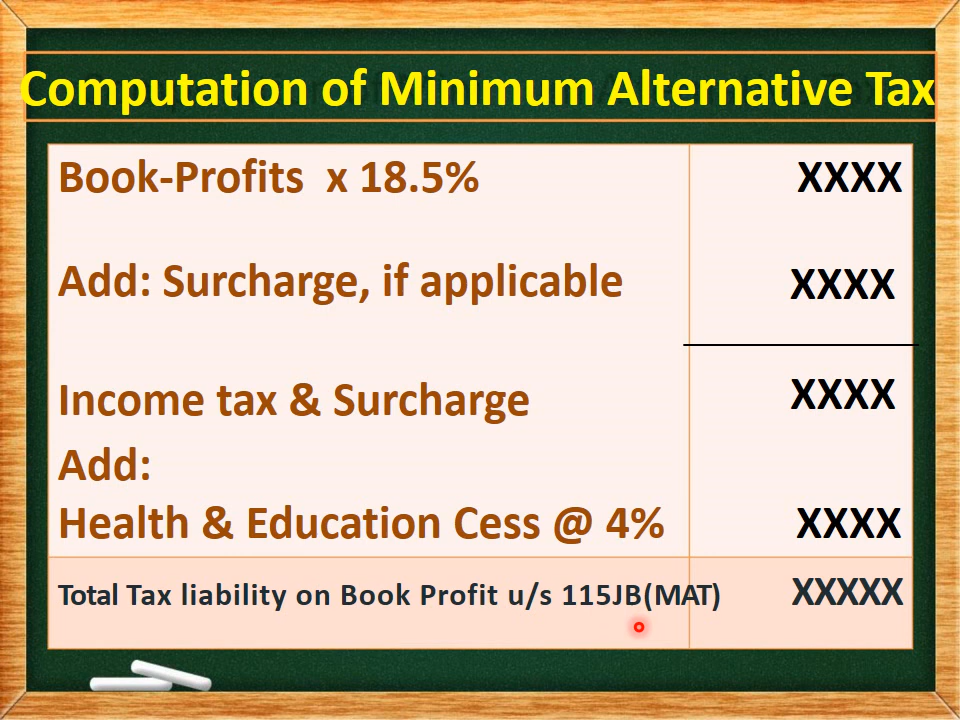 Computation of Minimum Alternative Tax
Book-Profits x 18.5% XXXX
Add: Surcharge, if applicable XXXX
Income tax & Surcharge XXXX
Add:
Health & Education Cess @ 4% XXXX
Total Tax liability on Book Profit u/s 115JB(MAT) XXXXX